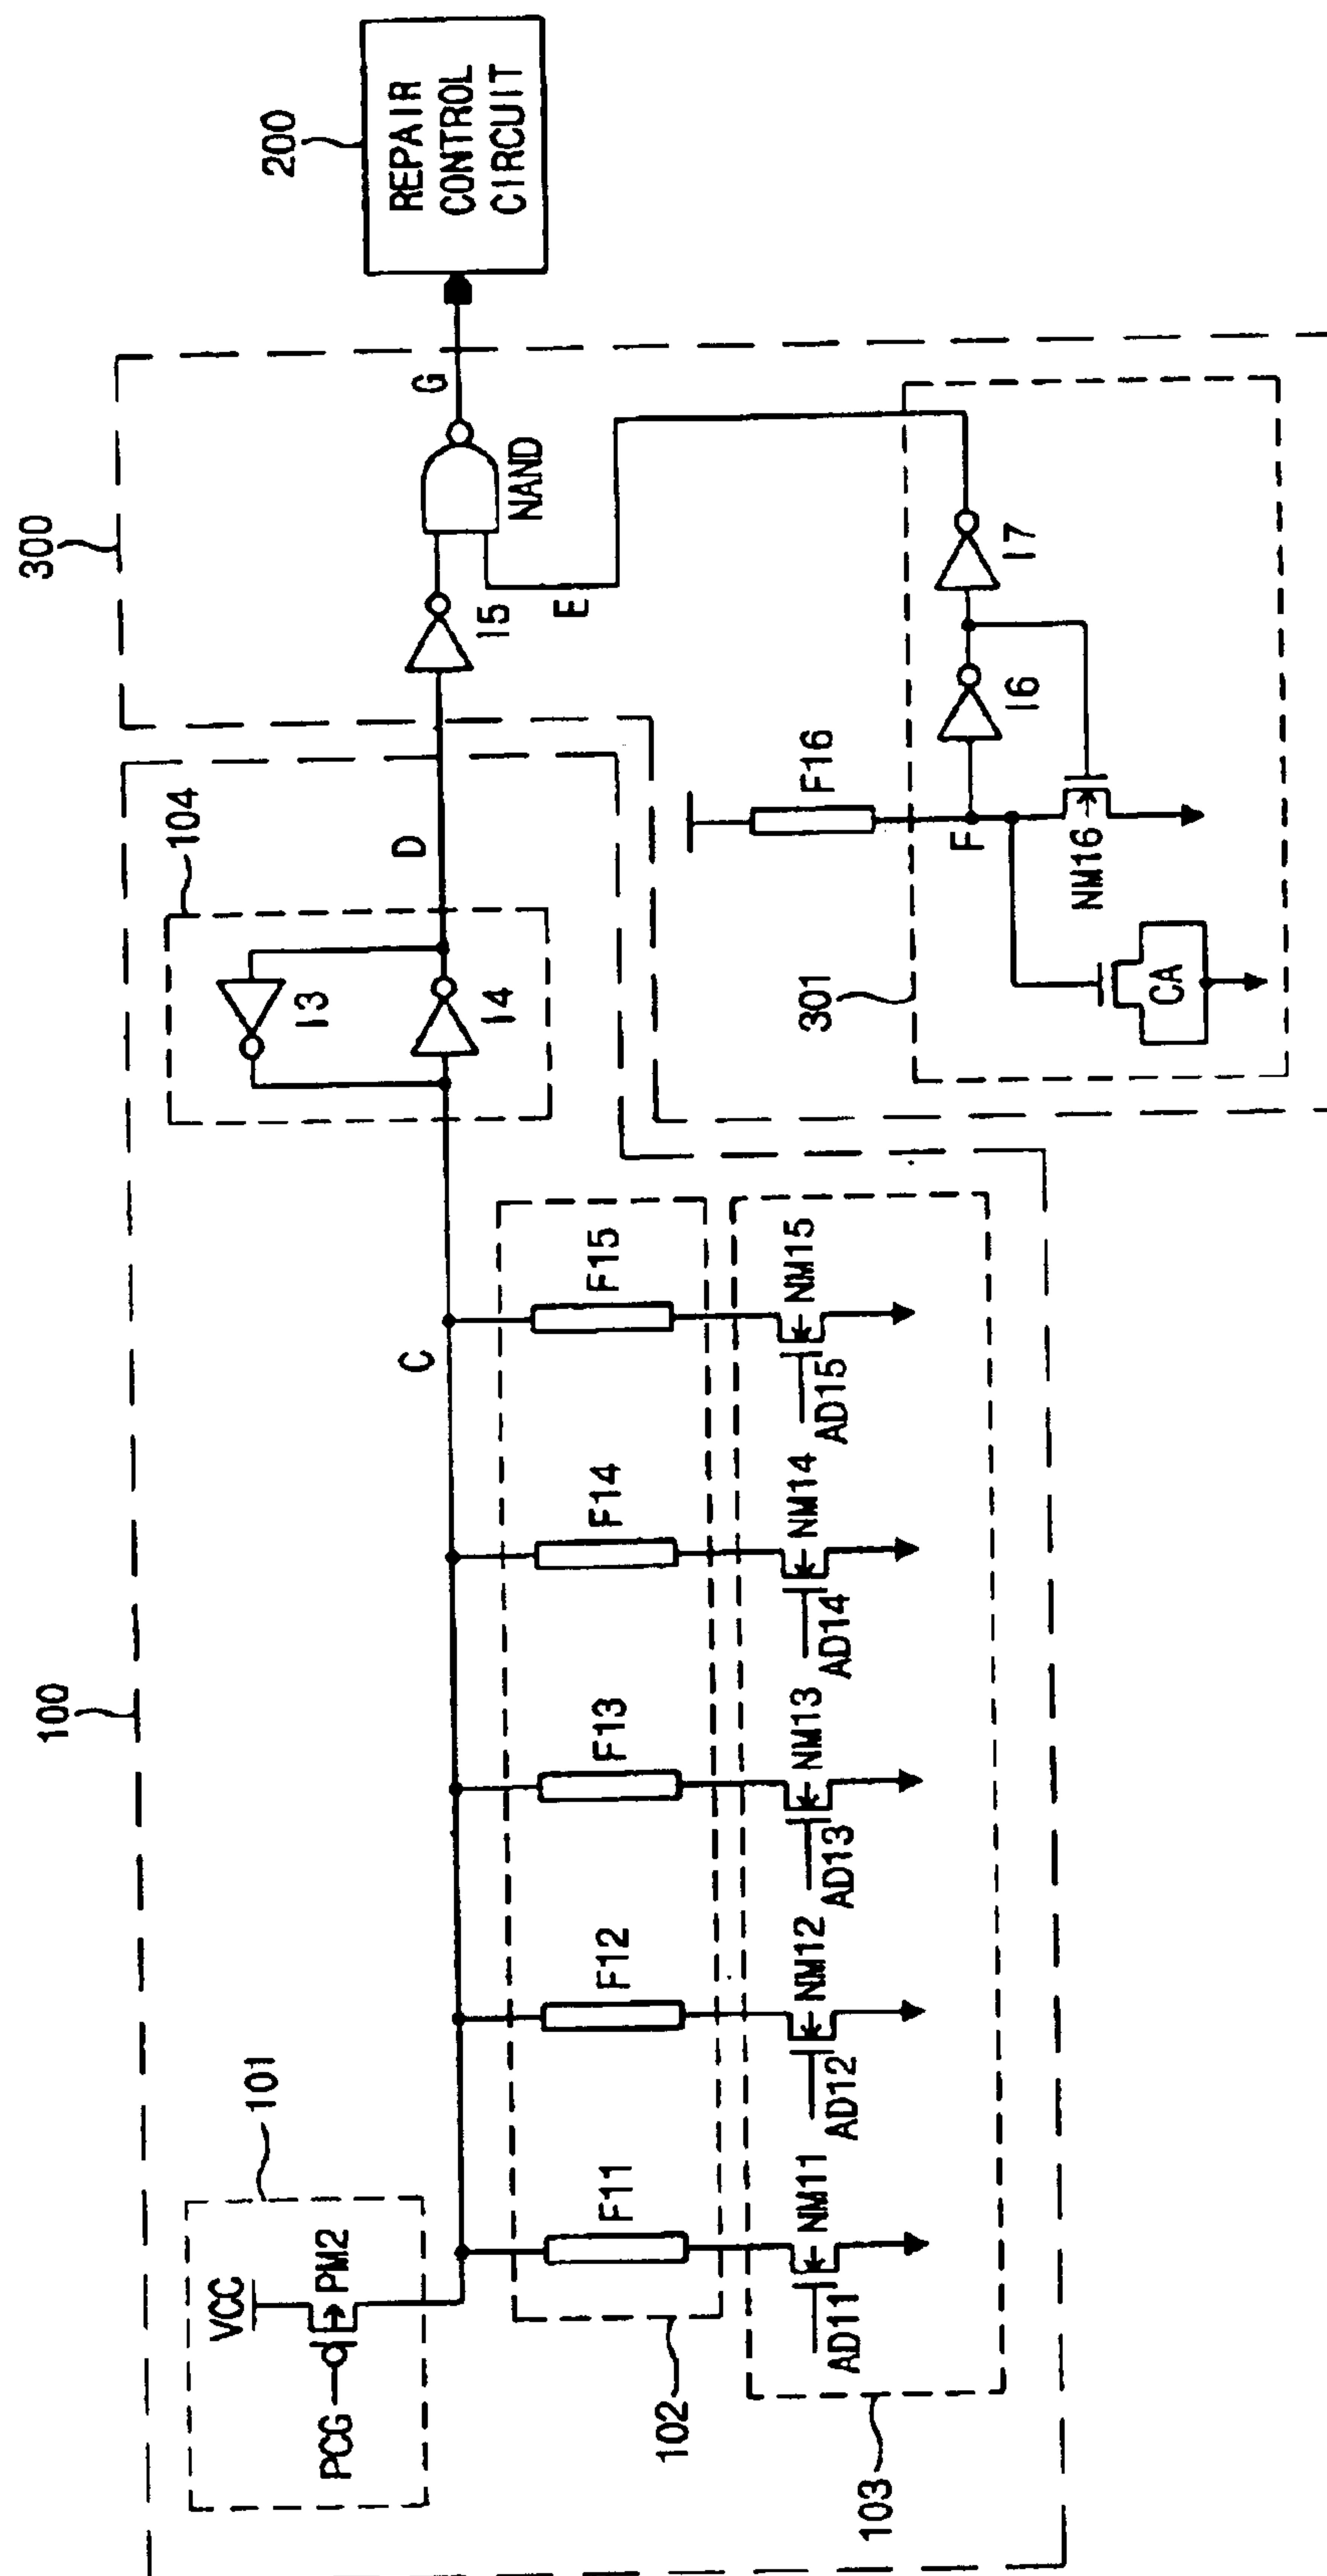 100
300
200
REPAIR
CONTROL
CIRCUIT
101
VCC
PM2
PCG
C
104
I3
I4
D
I5
NAND
E
G
F11
F12
F13
F14
F15
102
AD11
NM11
AD12
NM12
AD13
NM13
AD14
NM14
AD15
NM15
103
F16
301
F
I6
I7
NM16
CA